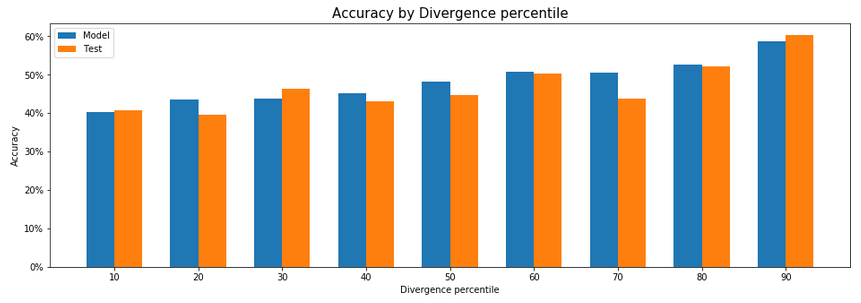 Accuracy by Divergence percentile
Model
Test
60%
50%
40%
30%
20%
10%
0%
Accuracy
10 20 30 40 50 60 70 80 90
Divergence percentile